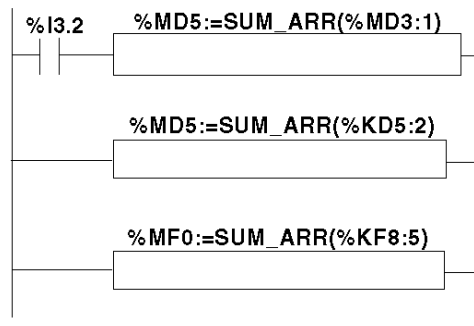 %I3.2
%MD5:=SUM_ARR(%MD3:1)
%MD5:=SUM_ARR(%KD5:2)
%MF0:=SUM_ARR(%KF8:5)